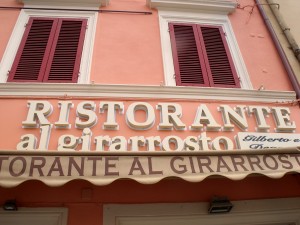 RISTORANTE
al girarrosto
Gilberto e
TORANTE AL GIRARROST